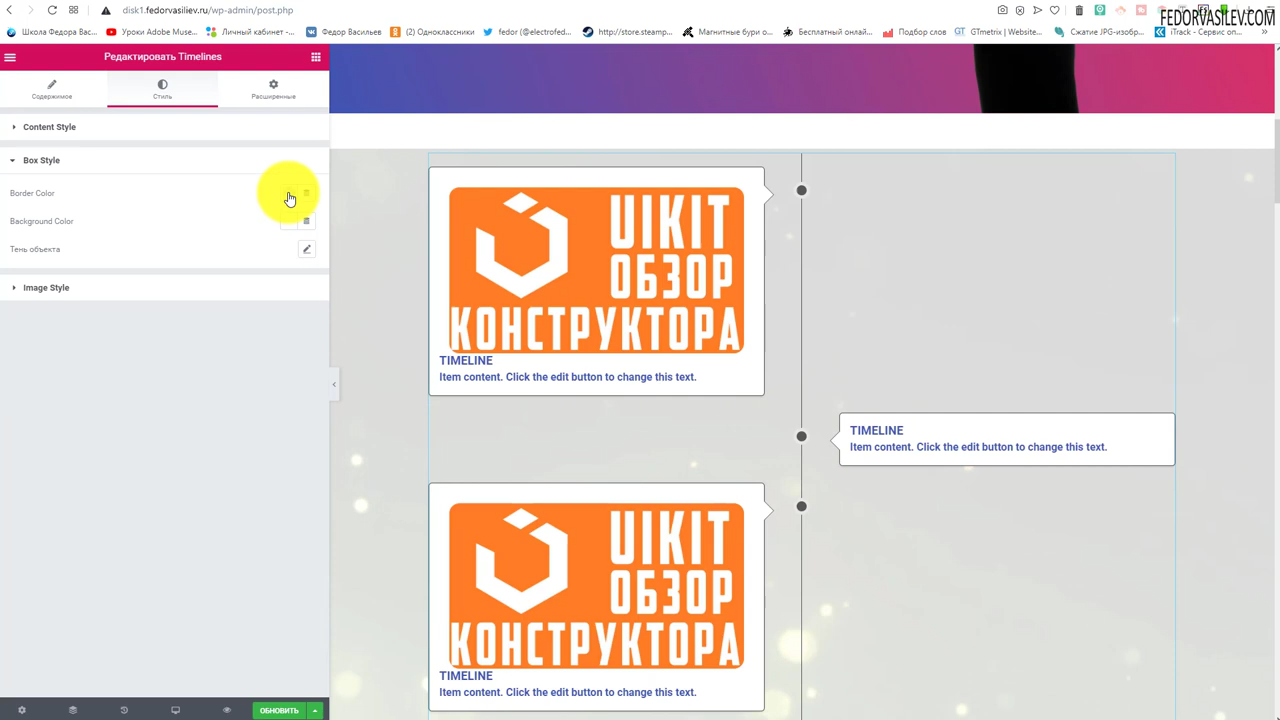 disk1.fedorvasiliev.ru/wp-admin/post.php
FEDORVASILEV.COM
Школа Федора Вас...
Уроки Adobe Muse...
Личный кабинет -...
Федор Васильев
(2) Одноклассники
fedor (@electrofed...
http://store.steamp...
Магнитные бури о...
Бесплатный онлай...
Подбор слов
GTmetrix | Website...
Сжатие JPG-изобр...
iTrack - Сервис оп...
Редактировать Timelines
Содержимое
Стиль
Расширенные
Content Style
Box Style
Border Color
Background Color
Тень объекта
Image Style
ОБНОВИТЬ
UIKIT
ОБЗОР
КОНСТРУКТОРА
TIMELINE
Item content. Click the edit button to change this text.
TIMELINE
Item content. Click the edit button to change this text.
UIKIT
ОБЗОР
КОНСТРУКТОРА
TIMELINE
Item content. Click the edit button to change this text.